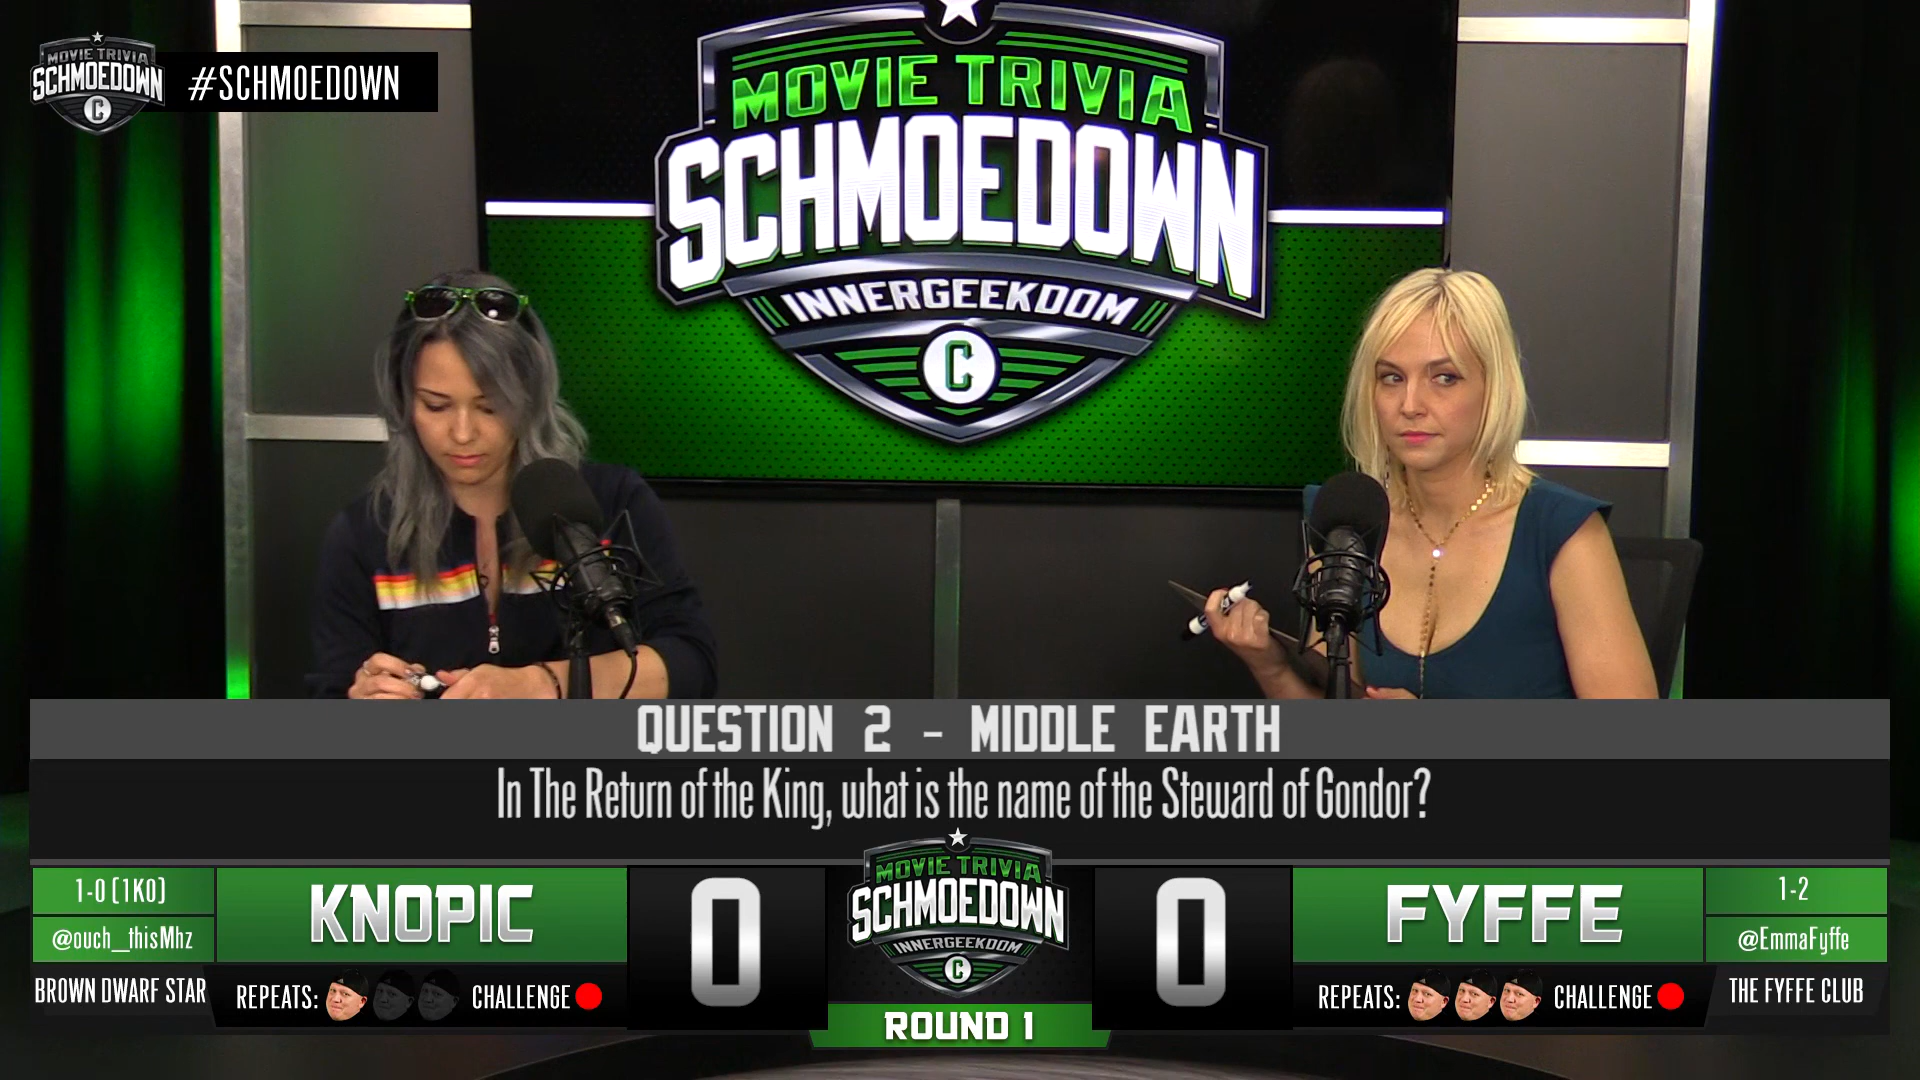 MOVIE TRIVIA
SCHMOEDOWN
C
#SCHMOEDOWN
MOVIE TRIVIA
SCHMOEDOWN
INNERGEEKDOM
C
QUESTION 2 - MIDDLE EARTH
In The Return of the King, what is the name of the Steward of Gondor?
1-0 (1KO)
@ouch_thisMhz
BROWN DWARF STAR
KNOPIC
REPEATS: CHALLENGE
0
MOVIE TRIVIA
SCHMOEDOWN
INNERGEEKDOM
C
ROUND 1
0
FYFFE
REPEATS: CHALLENGE
1-2
@EmmaFyffe
THE FYFFE CLUB